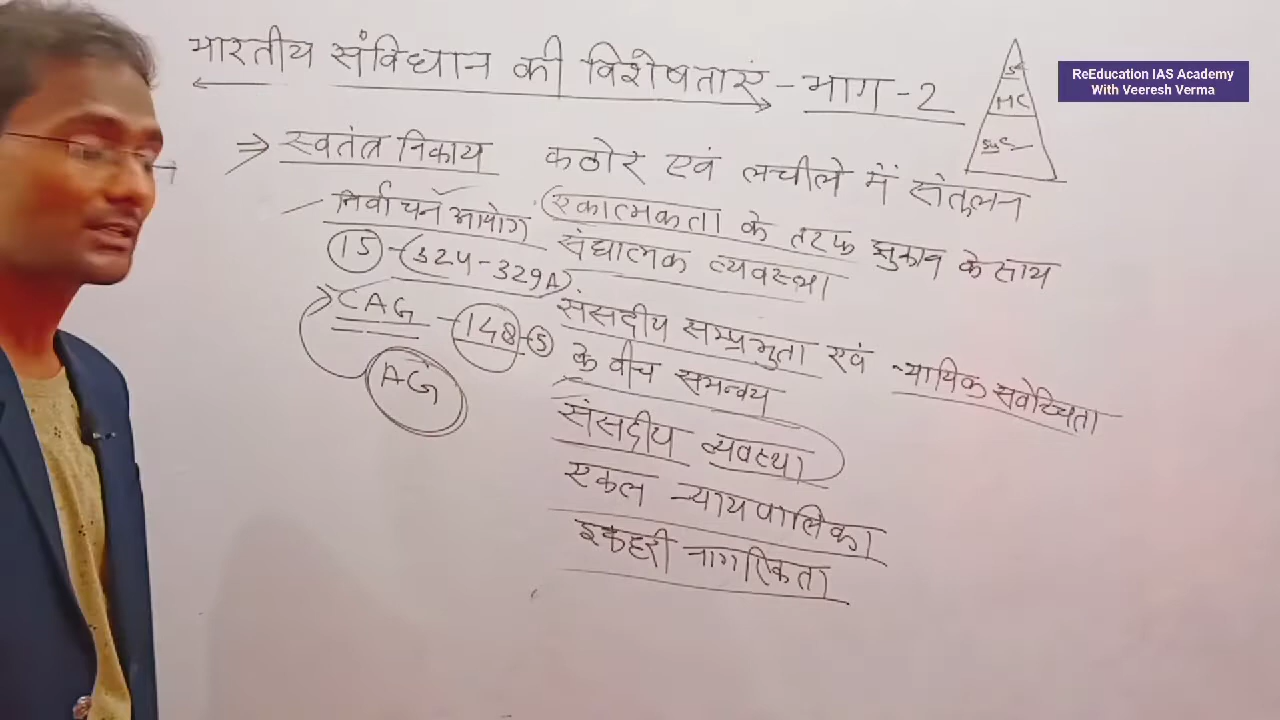 भारतीय संविधान की विशेषताएं - भाग - 2
ReEducation IAS Academy
With Veeresh Verma
SC
HC
⇒ स्वतंत्र निकाय
निर्वाचन आयोग
15 - (324 - 329A)
CAG - 148 - 5
AG
कठोर एवं लचीले में संतुलन
(एकात्मकता के तरफ झुकाव के साथ
संघात्मक व्यवस्था
संसदीय सम्प्रभुता एवं न्यायिक सर्वोच्चिता
के बीच समन्वय
संसदीय व्यवस्था
एकल न्यायपालिका
इकहरी नागरिकता